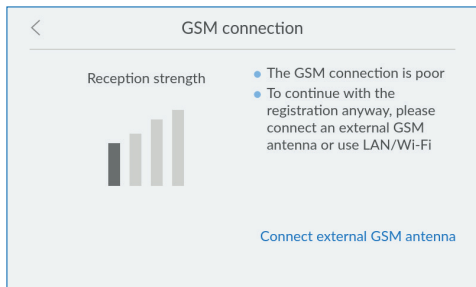 GSM connection
Reception strength
The GSM connection is poor
To continue with the
registration anyway, please
connect an external GSM
antenna or use LAN/Wi-Fi
Connect external GSM antenna